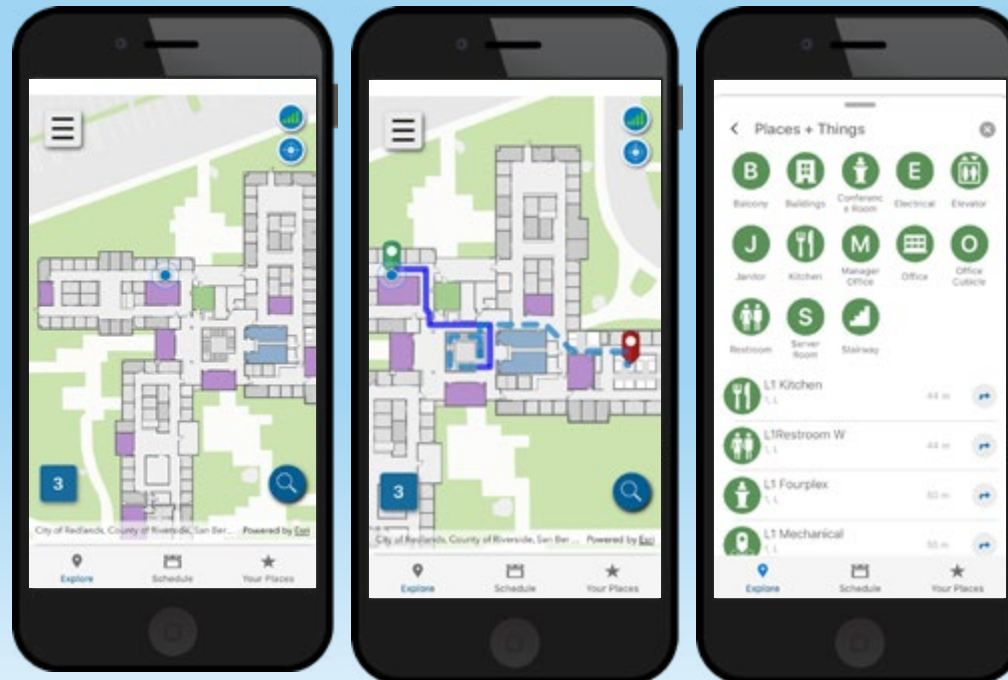 3
City of Redlands, County of Riverside, San Ber... Powered by Esri
Explore Schedule Your Places
3
City of Redlands, County of Riverside, San Ber ... Powered by Esri
Explore Schedule Your Places
Places + Things
B E
Balcony Buildings Conferenc Electrical Elevator
e Room
J M O
Janitor Kitchen Manager Office Office
Office Cubicle
S
Restroom Server Stairway
Room
L1 Kitchen
44 m
L1Restroom W
44 m
L1 Fourplex
L1 Mechanical
Explore Schedule Your Places